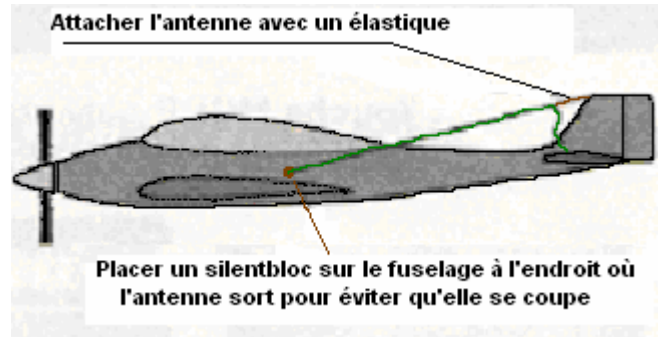 Attacher l'antenne avec un élastique
Placer un silentbloc sur le fuselage à l'endroit où
l'antenne sort pour éviter qu'elle se coupe